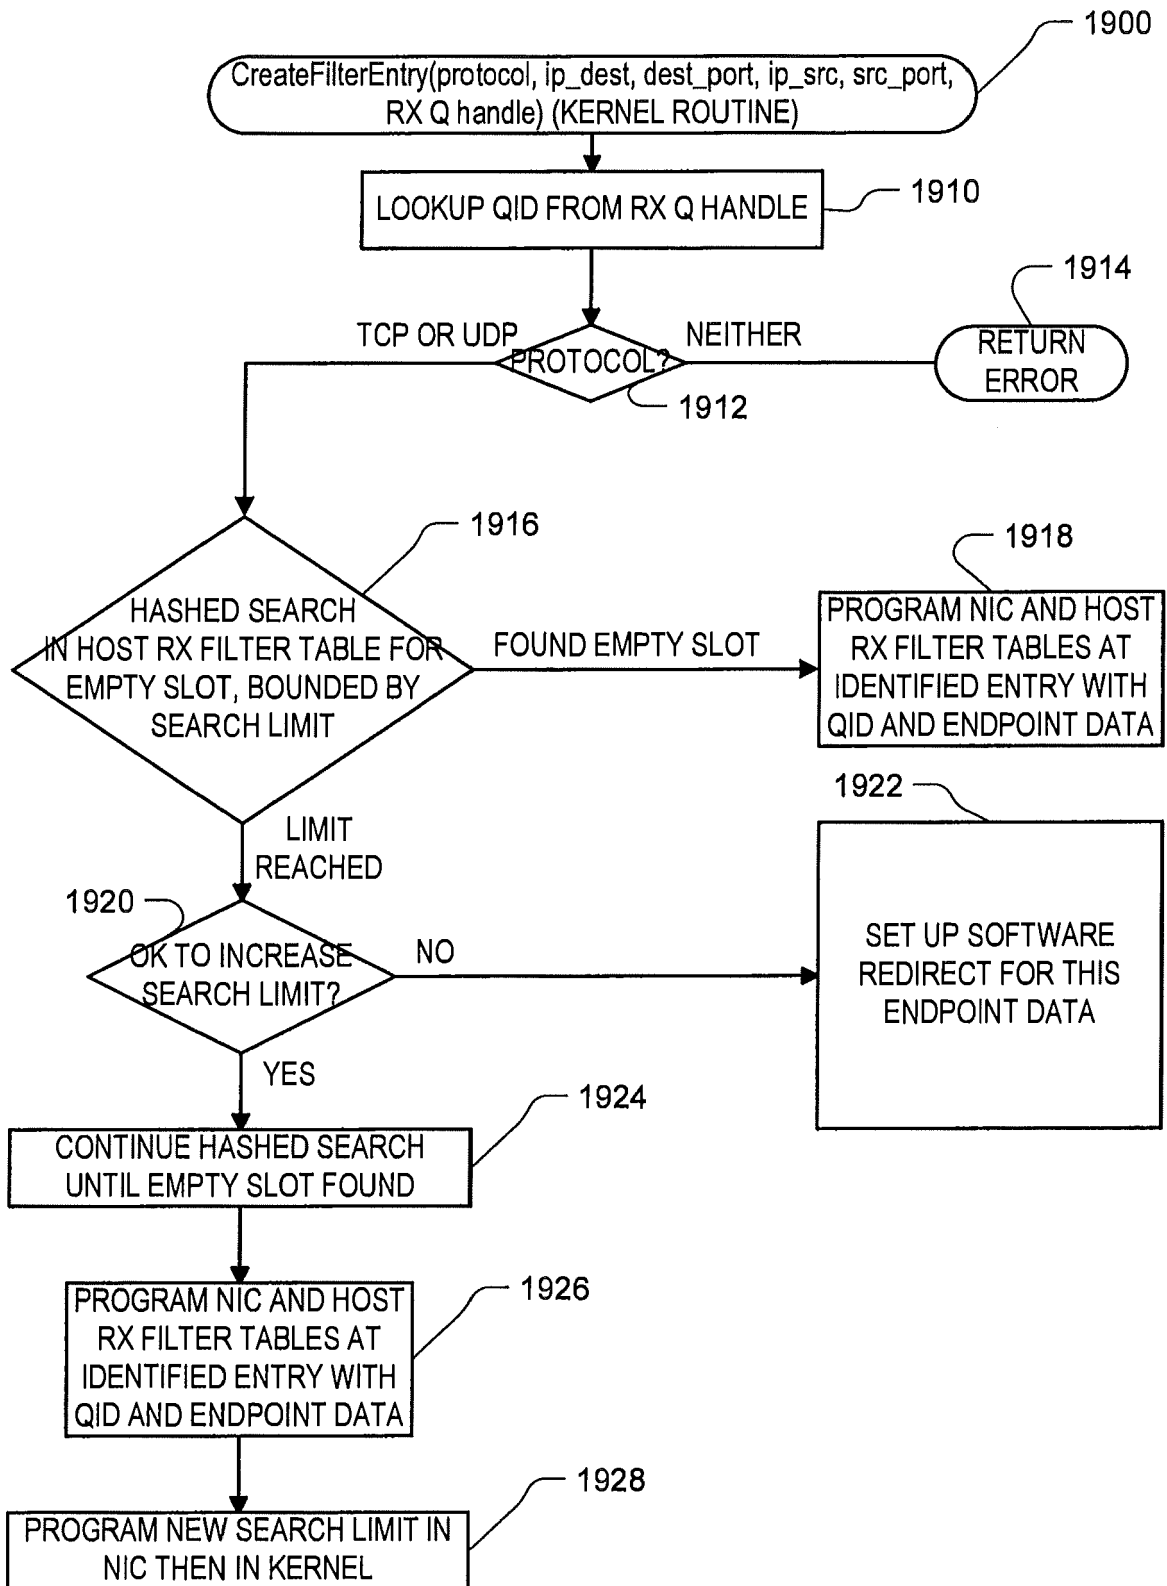 1900
CreateFilterEntry(protocol, ip_dest, dest_port, ip_src, src_port,
RX Q handle) (KERNEL ROUTINE)
LOOKUP QID FROM RX Q HANDLE
1910
1914
TCP OR UDP
NEITHER
PROTOCOL?
RETURN
ERROR
1912
1916
HASHED SEARCH
IN HOST RX FILTER TABLE FOR
EMPTY SLOT, BOUNDED BY
SEARCH LIMIT
FOUND EMPTY SLOT
1918
PROGRAM NIC AND HOST
RX FILTER TABLES AT
IDENTIFIED ENTRY WITH
QID AND ENDPOINT DATA
LIMIT
REACHED
1920
OK TO INCREASE
SEARCH LIMIT?
NO
1922
SET UP SOFTWARE
REDIRECT FOR THIS
ENDPOINT DATA
YES
1924
CONTINUE HASHED SEARCH
UNTIL EMPTY SLOT FOUND
1926
PROGRAM NIC AND HOST
RX FILTER TABLES AT
IDENTIFIED ENTRY WITH
QID AND ENDPOINT DATA
1928
PROGRAM NEW SEARCH LIMIT IN
NIC THEN IN KERNEL